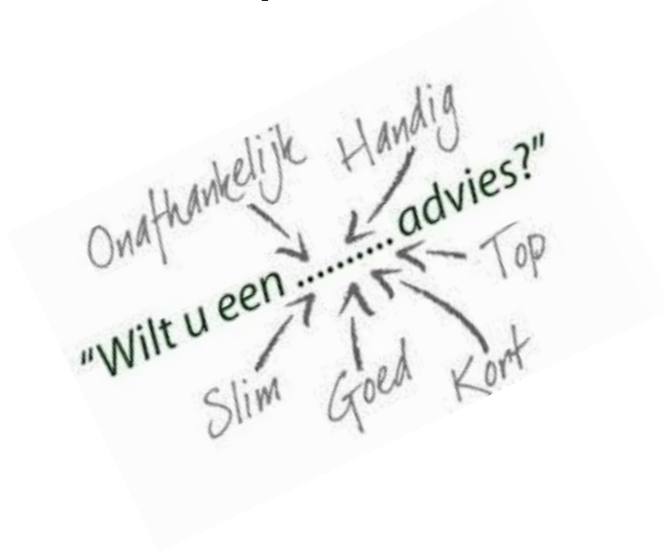 Onafhankelijk
Handig
"Wilt u een .......... advies?"
Top
Slim
Goed
Kort